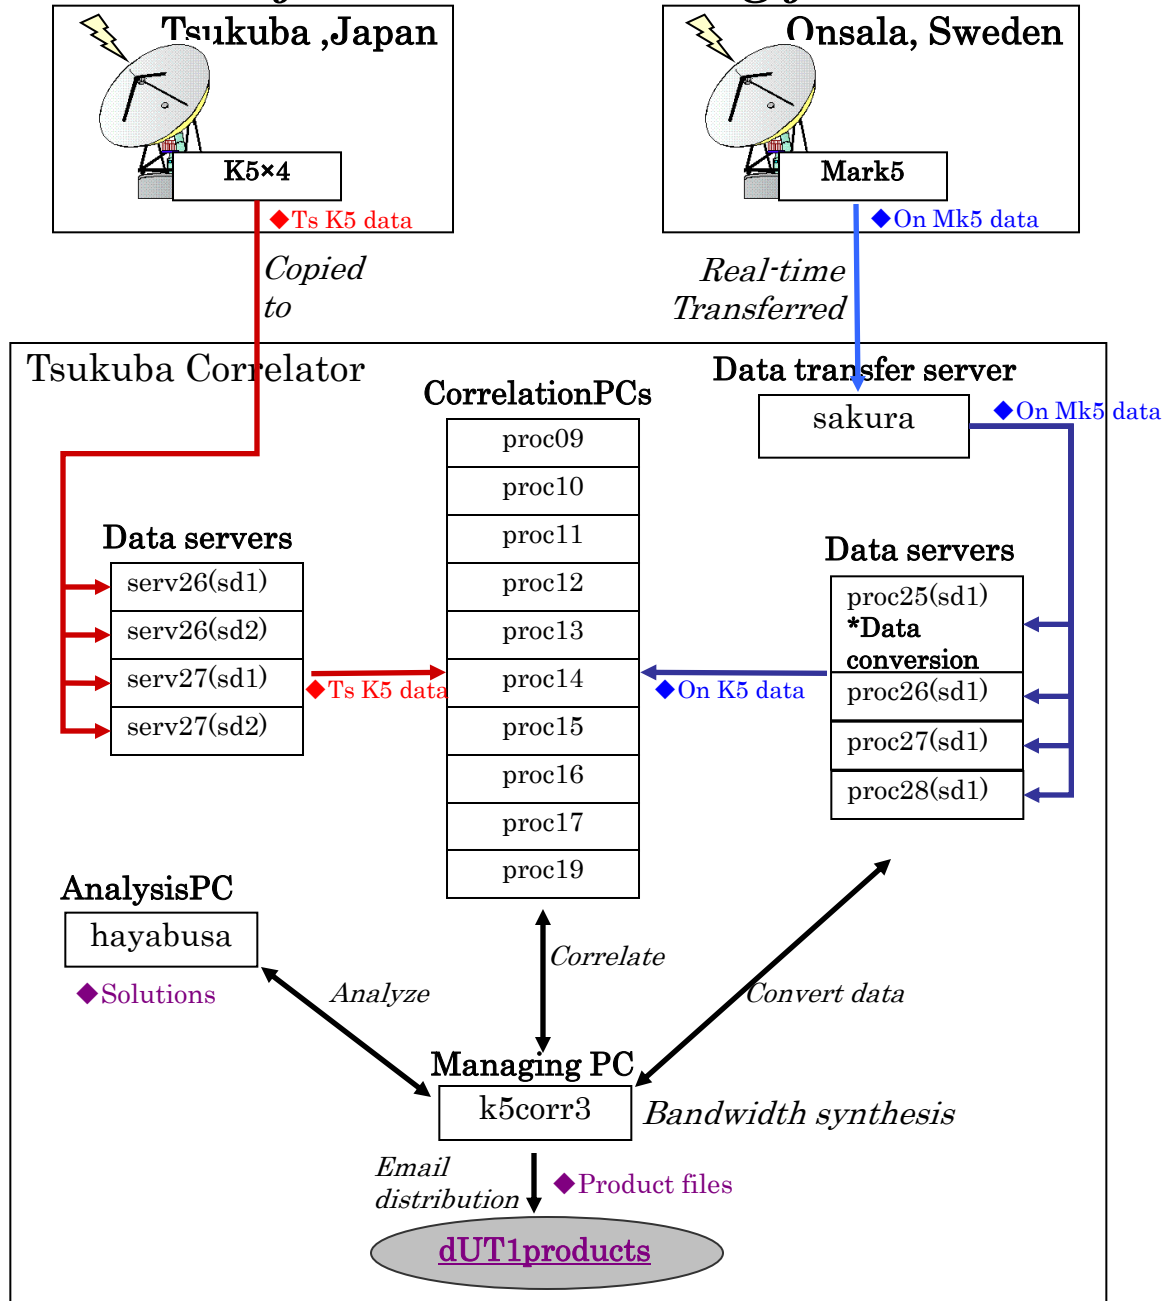 Tsukuba ,Japan
K5×4
◆Ts K5 data
Onsala, Sweden
Mark5
◆On Mk5 data
Copied
to
Real-time
Transferred
Tsukuba Correlator
Data transfer server
sakura
◆On Mk5 data
CorrelationPCs
proc09
proc10
proc11
proc12
proc13
proc14
proc15
proc16
proc17
proc19
Data servers
serv26(sd1)
serv26(sd2)
serv27(sd1)
serv27(sd2)
◆Ts K5 data
Data servers
proc25(sd1)
*Data
conversion
proc26(sd1)
proc27(sd1)
proc28(sd1)
◆On K5 data
AnalysisPC
hayabusa
◆Solutions
Analyze
Correlate
Convert data
Managing PC
k5corr3
Bandwidth synthesis
Email
distribution
◆Product files
dUT1products